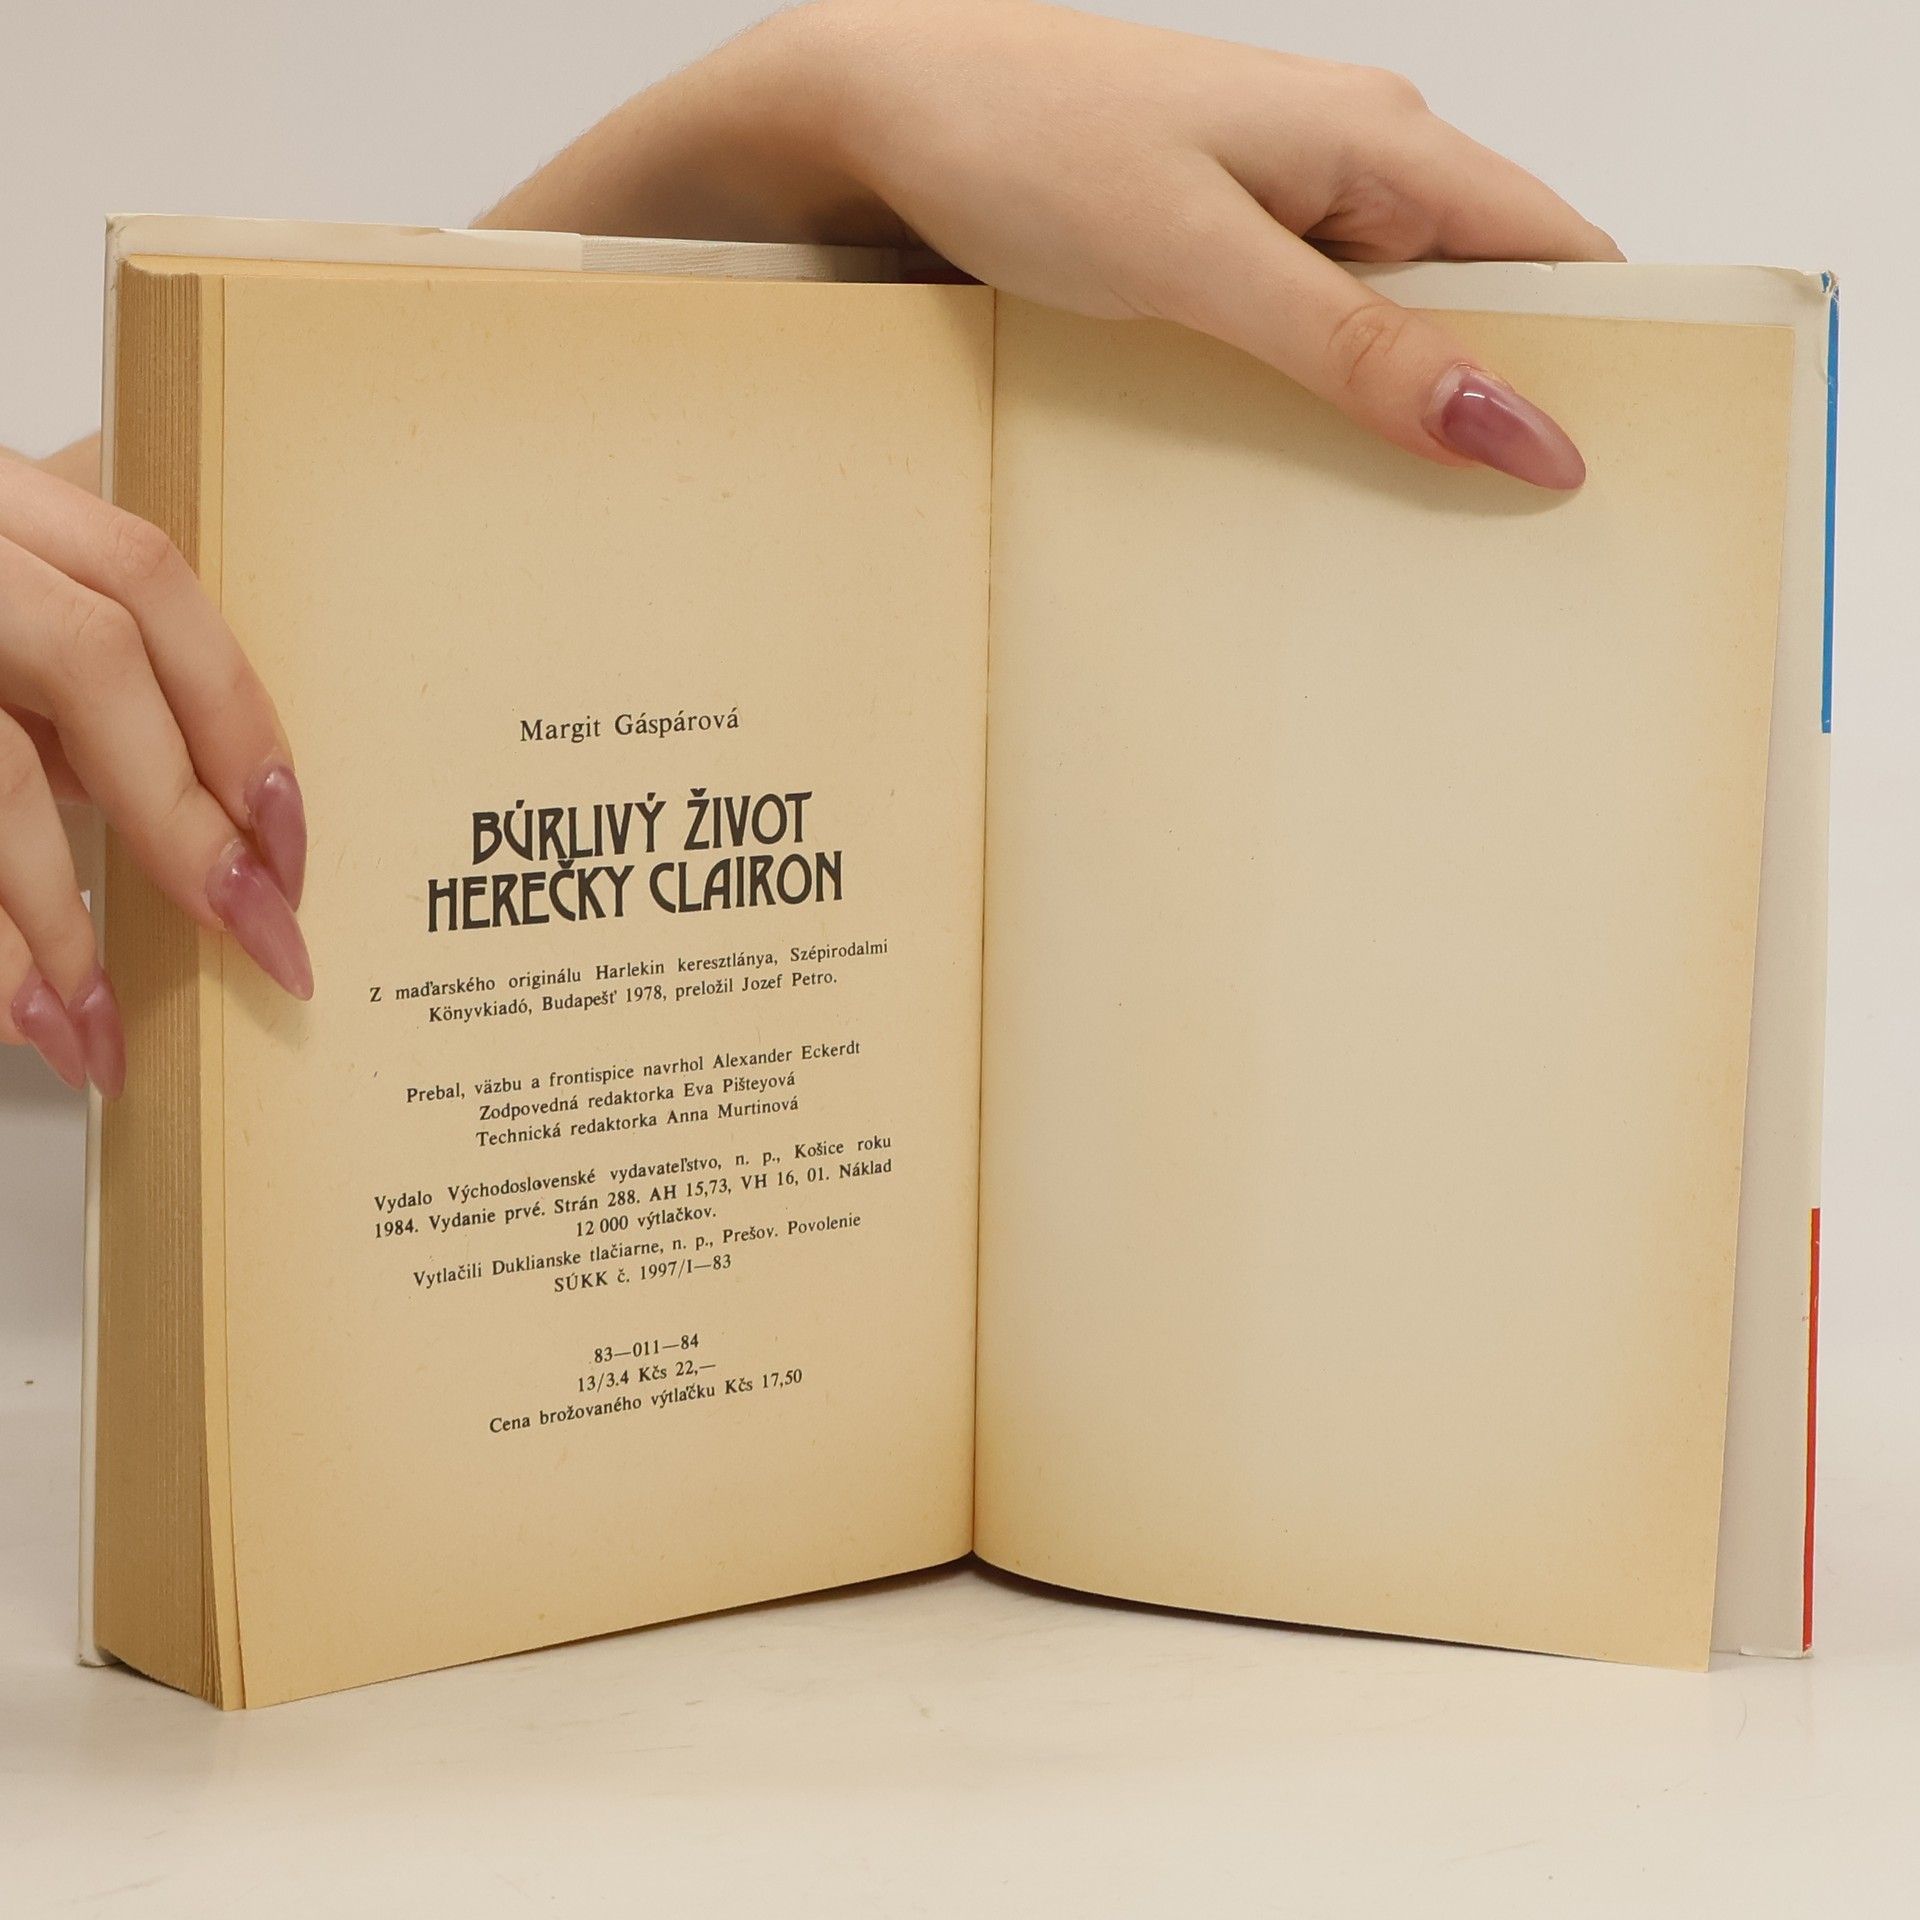 Margit Gáspárová
BÚRLIVÝ ŽIVOT
HEREČKY CLAIRON
Z maďarského originálu Harlekin keresztlánya, Szépirodalmi
Könyvkiadó, Budapešť 1978, preložil Jozef Petro.
Prebal, väzbu a frontispice navrhol Alexander Eckerdt
Zodpovedná redaktorka Eva Pišteyová
Technická redaktorka Anna Murtinová
Vydalo Východoslovenské vydavateľstvo, n. p., Košice roku
1984. Vydanie prvé. Strán 288. AH 15,73, VH 16, 01. Náklad
12 000 výtlačkov.
Vytlačili Duklianske tlačiarne, n. p., Prešov. Povolenie
SÚKK č. 1997/I—83
83—011—84
13/3.4 Kčs 22,—
Cena brožovaného výtlačku Kčs 17,50